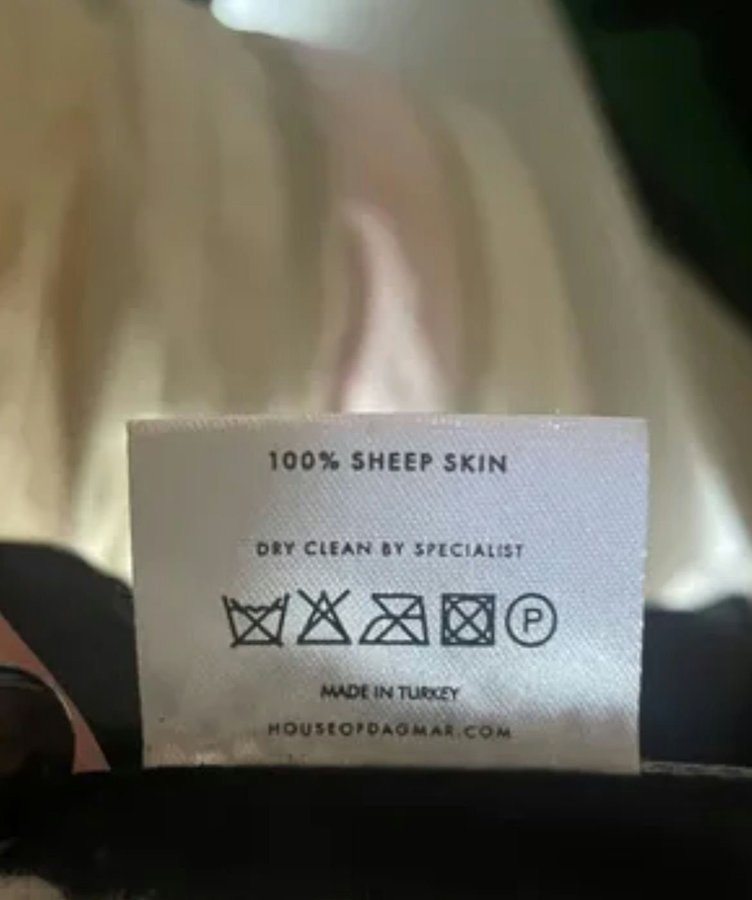 100% SHEEP SKIN
DRY CLEAN BY SPECIALIST
P
MADE IN TURKEY
HOUSEOFDAGMAR.COM